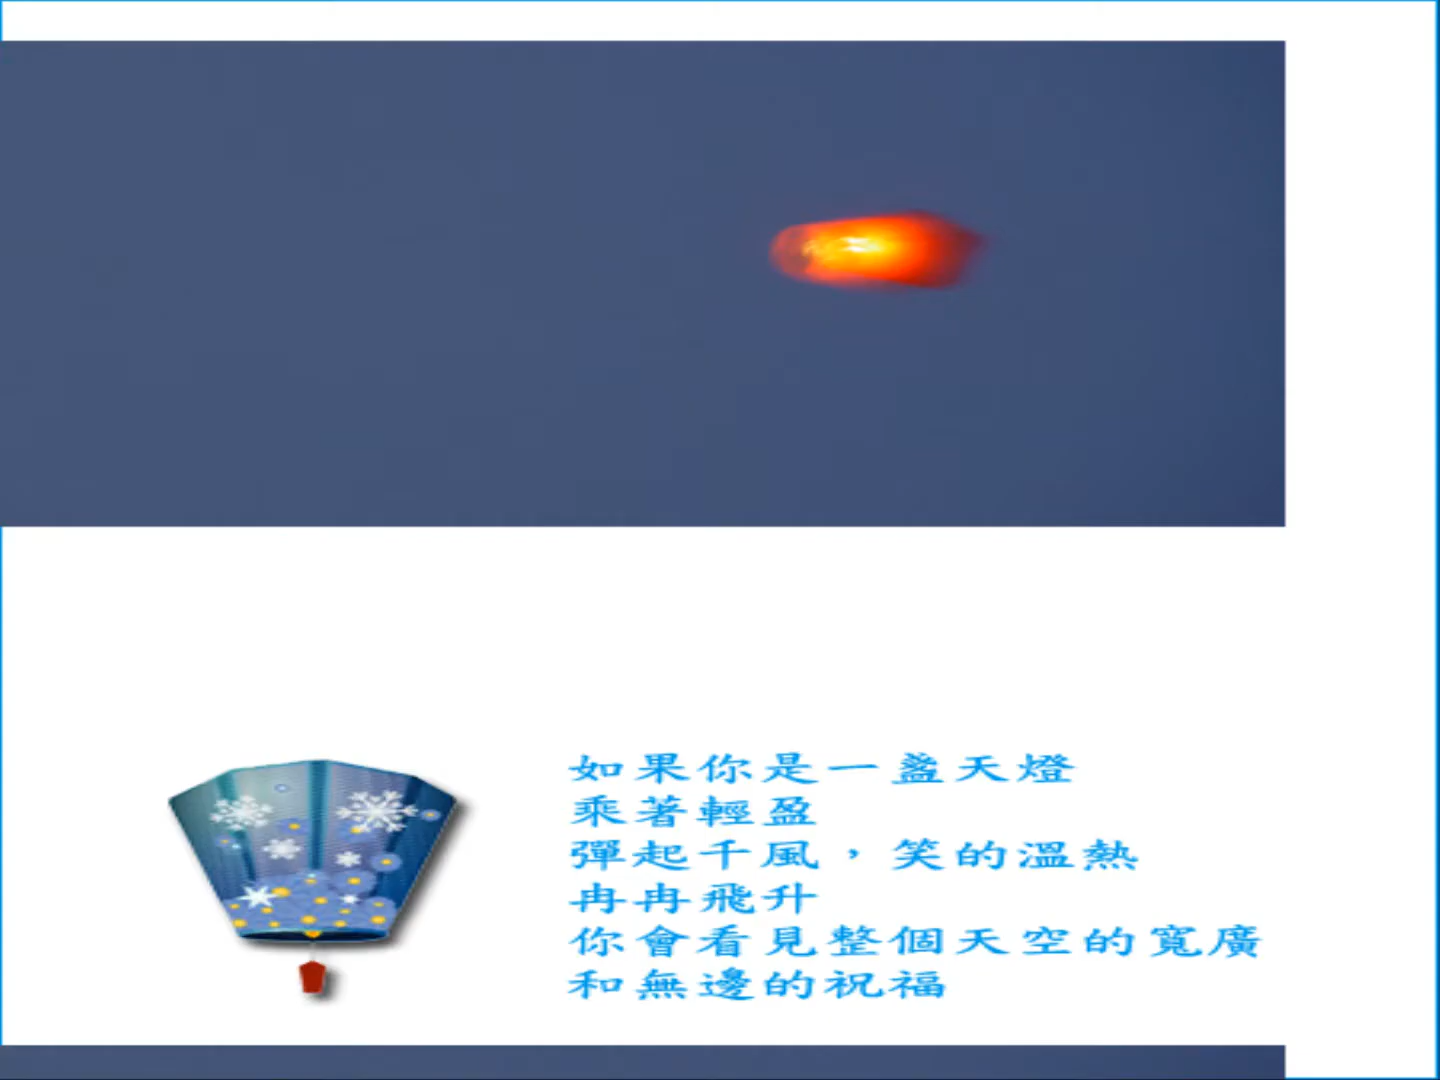 如果你是一盞天燈
乘著輕盈
彈起千風，笑的溫熱
冉冉飛升
你會看見整個天空的寬廣
和無邊的祝福